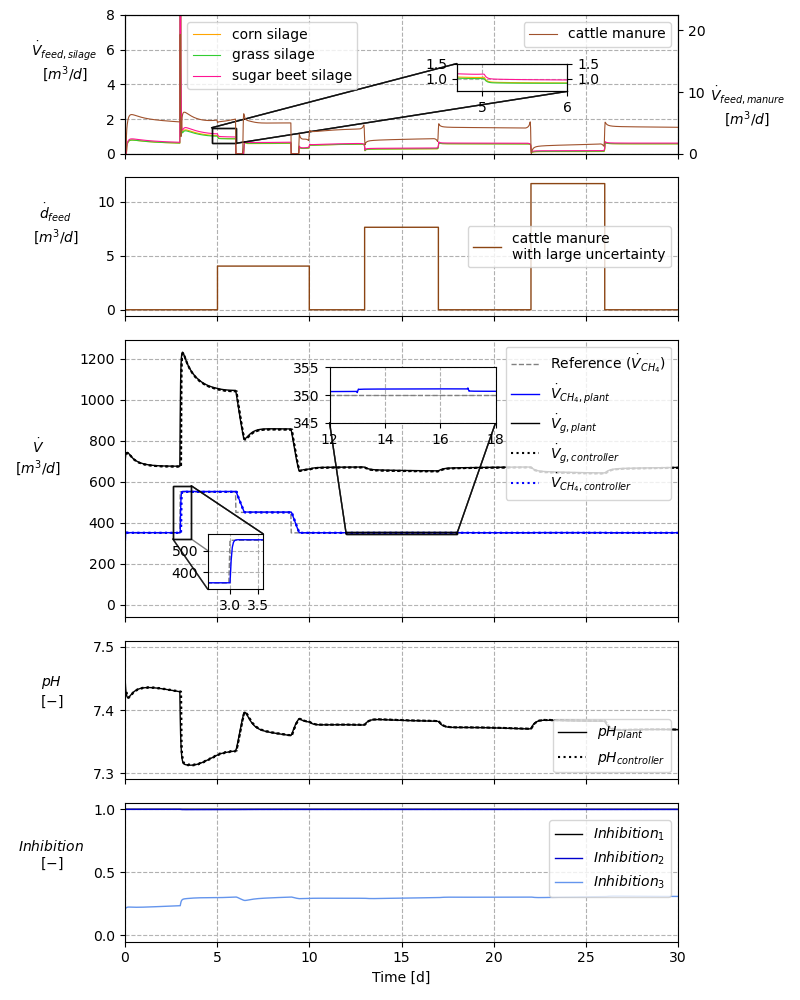 8
6
4
2
0
20
10
0
V̇feed, silage
[m³/d]
corn silage
grass silage
sugar beet silage
cattle manure
1.5
1.0
1.5
1.0
5
6
V̇feed, manure
[m³/d]
10
5
0
ḋfeed
[m³/d]
cattle manure
with large uncertainty
1200
1000
800
600
400
200
0
V̇
[m³/d]
355
350
345
12
14
16
18
500
400
3.0
3.5
Reference (V̇CH₄)
V̇CH₄, plant
V̇g, plant
V̇g, controller
V̇CH₄, controller
7.5
7.4
7.3
pH
[−]
pHplant
pHcontroller
1.0
0.5
0.0
Inhibition
[−]
Inhibition₁
Inhibition₂
Inhibition₃
0
5
10
15
20
25
30
Time [d]